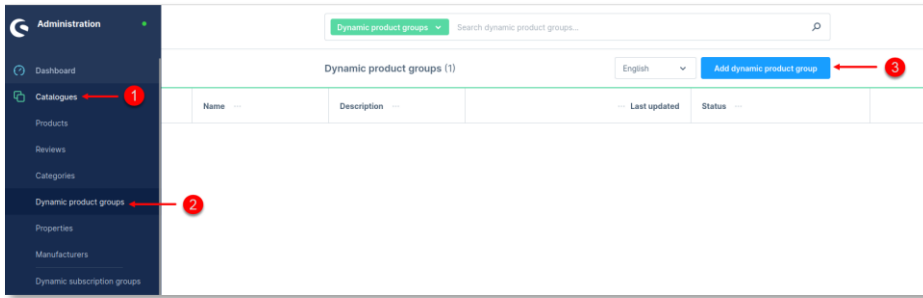 Administration
Dynamic product groups
Search dynamic product groups...
Dashboard
Dynamic product groups (1)
English
Add dynamic product group
3
Catalogues
1
Name
Description
Last updated
Status
Products
Reviews
Categories
Dynamic product groups
2
Properties
Manufacturers
Dynamic subscription groups